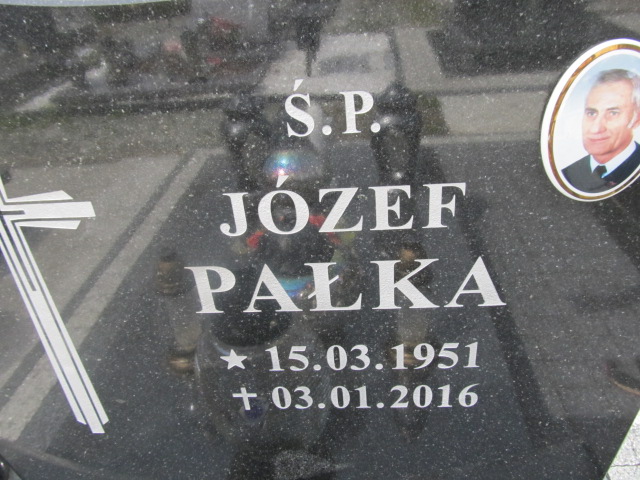 Ś.P.
JÓZEF
PAŁKA
★ 15.03.1951
✝ 03.01.2016